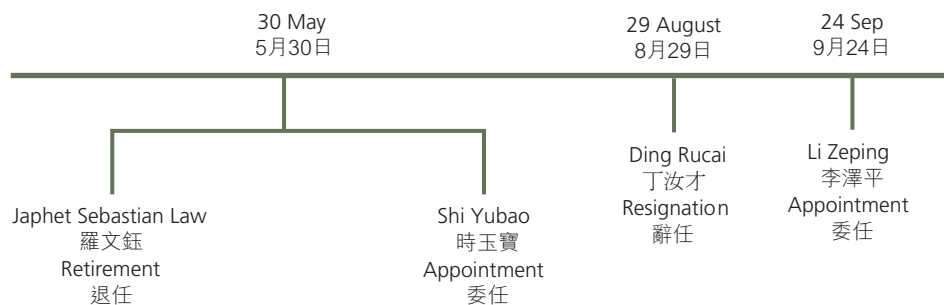 30 May
5月30日
29 August
8月29日
24 Sep
9月24日
Japhet Sebastian Law
羅文鈺
Retirement
退任
Shi Yubao
時玉寶
Appointment
委任
Ding Rucai
丁汝才
Resignation
辭任
Li Zeping
李澤平
Appointment
委任